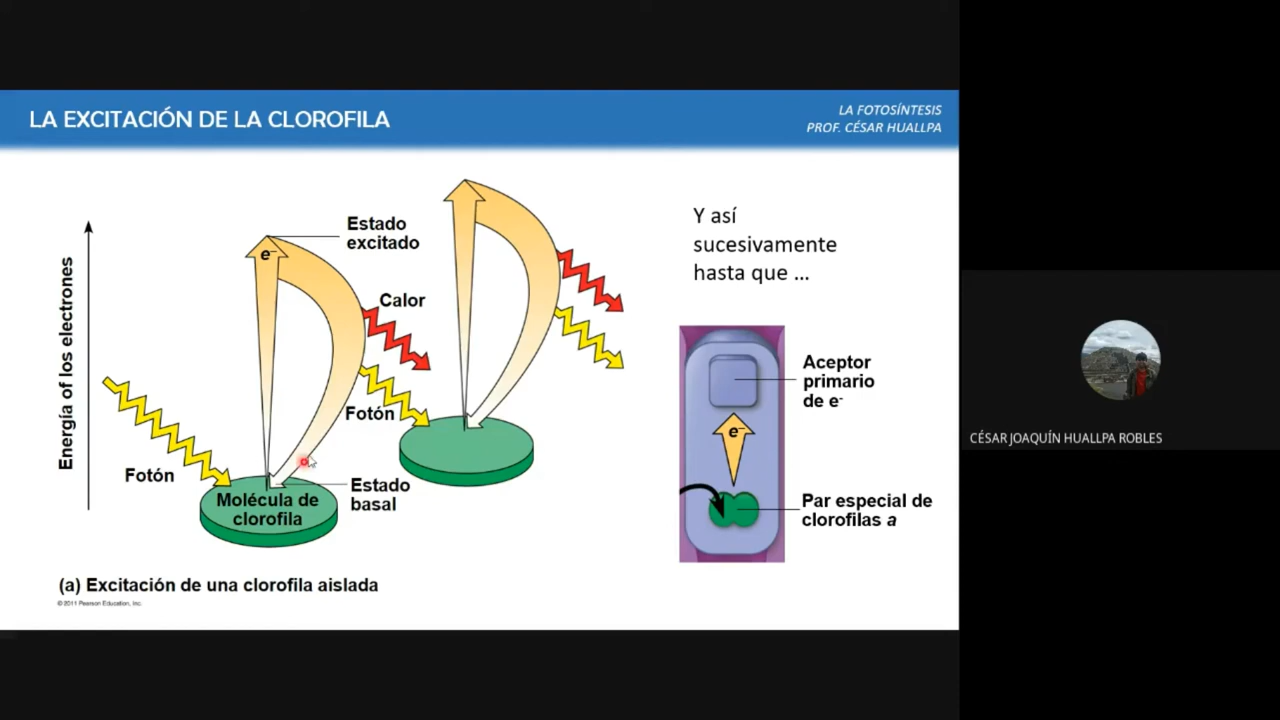 LA EXCITACIÓN DE LA CLOROFILA
LA FOTOSÍNTESIS
PROF. CÉSAR HUALLPA
Energía of los electrones
Estado
excitado
e-
Calor
Fotón
Fotón
Molécula de
clorofila
Estado
basal
(a) Excitación de una clorofila aislada
© 2011 Pearson Education, Inc.
Y así
sucesivamente
hasta que ...
Aceptor
primario
de e-
e-
Par especial de
clorofilas a
CÉSAR JOAQUÍN HUALLPA ROBLES